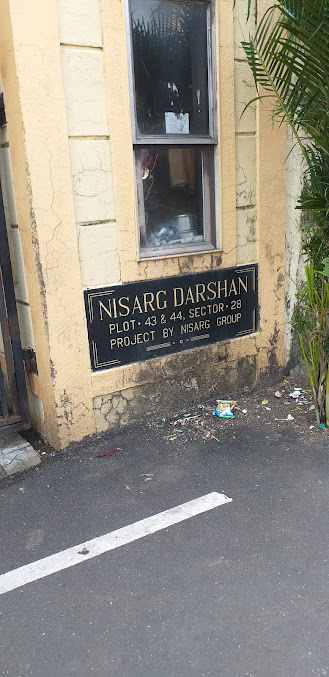 NISARG DARSHAN
PLOT • 43 & 44, SECTOR • 28
PROJECT BY NISARG GROUP